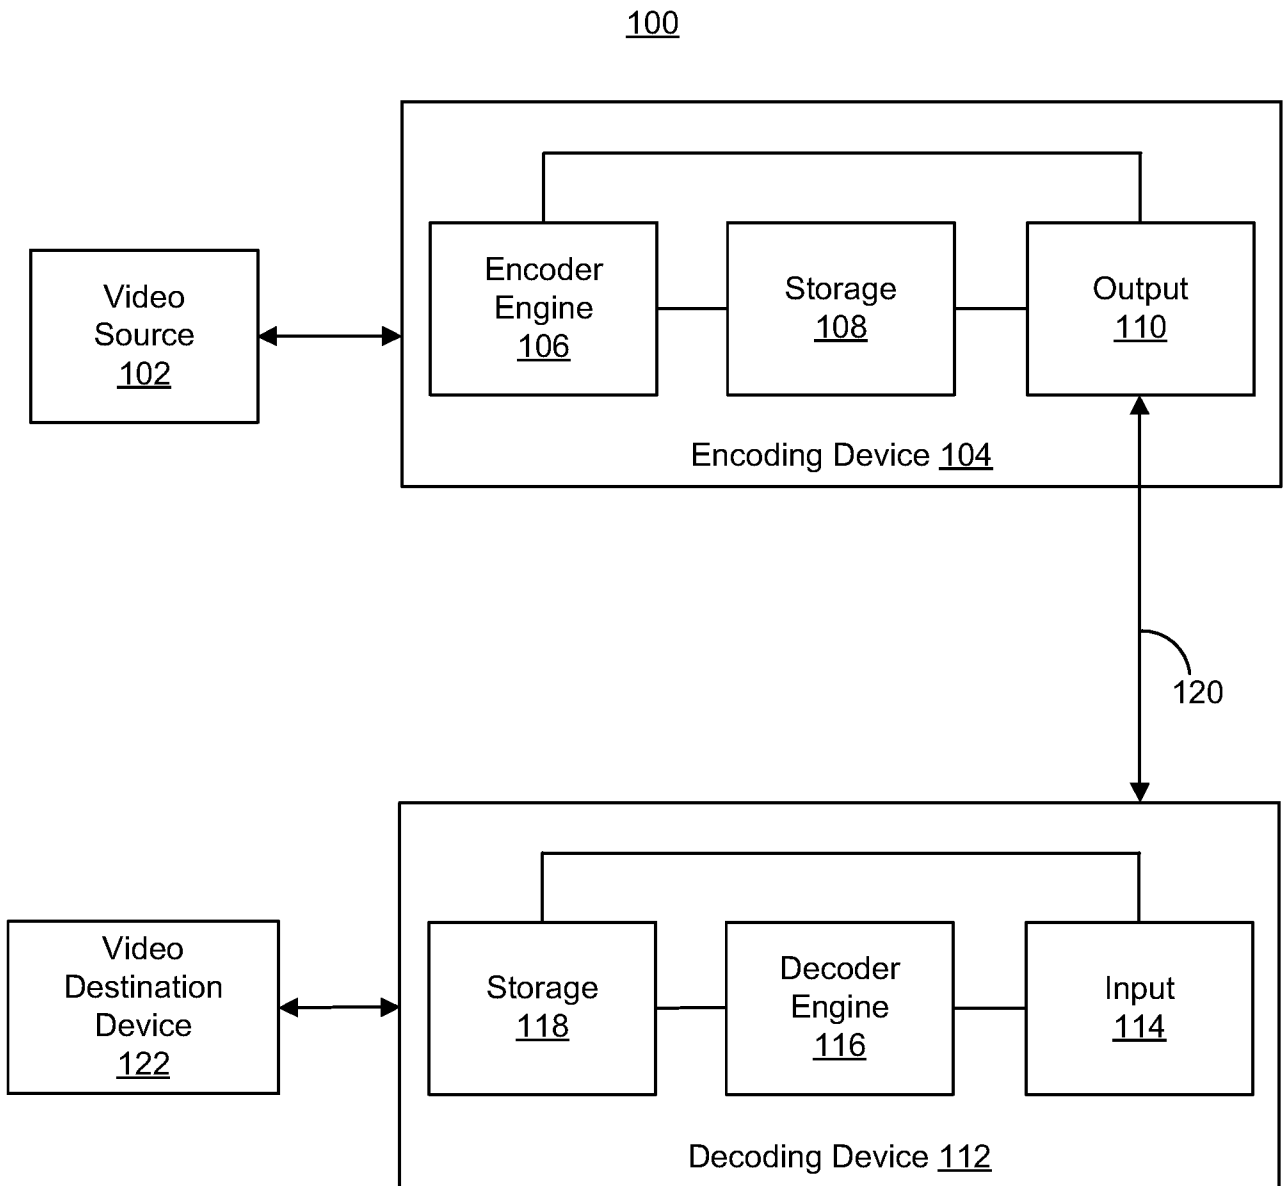 100
Encoder
Engine
106
Storage
108
Output
110
Video
Source
102
Encoding Device 104
120
Video
Destination
Device
122
Storage
118
Decoder
Engine
116
Input
114
Decoding Device 112